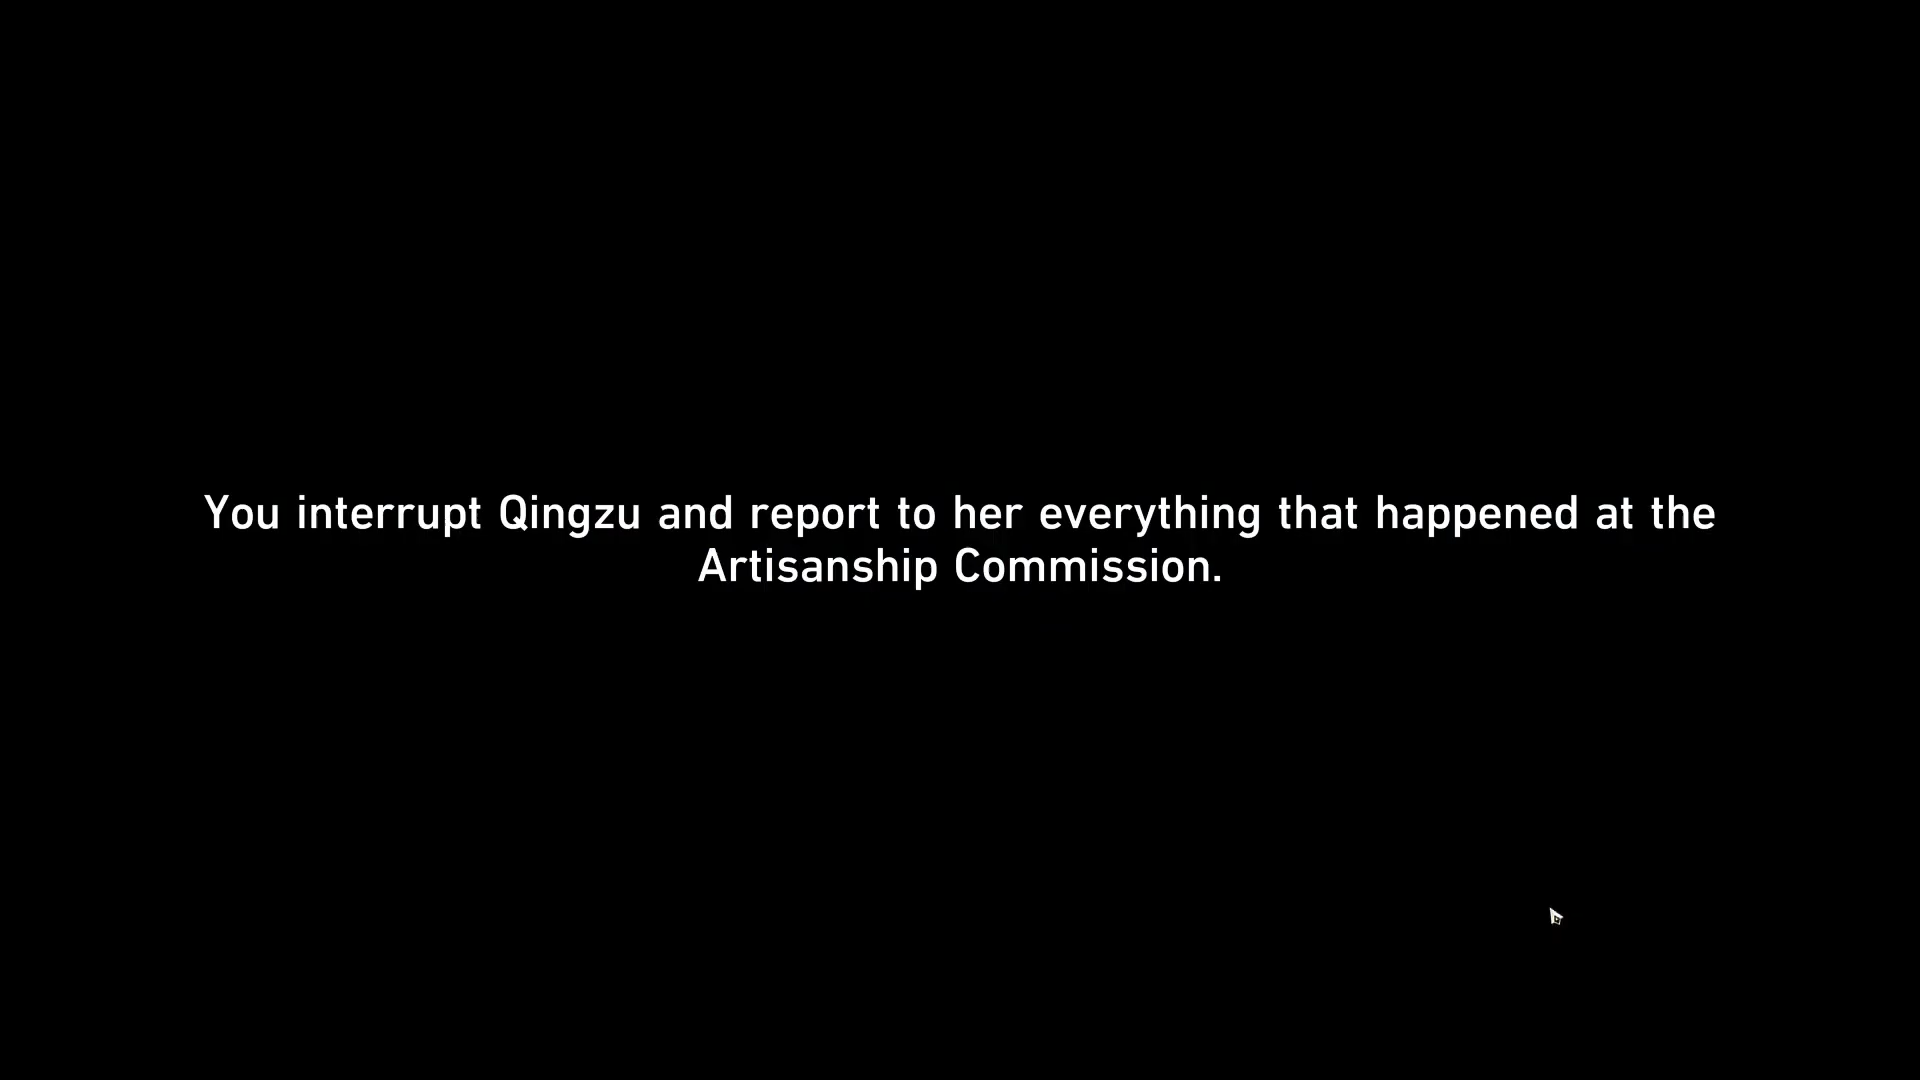 You interrupt Qingzu and report to her everything that happened at the
Artisanship Commission.